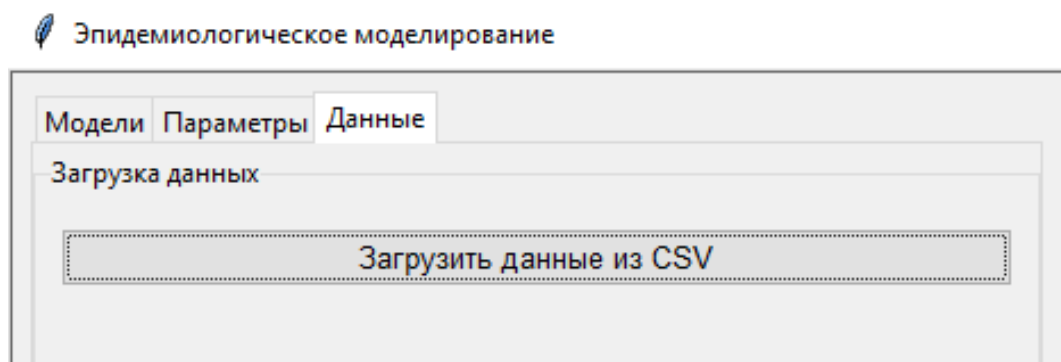 Эпидемиологическое моделирование
Модели Параметры Данные
Загрузка данных
Загрузить данные из CSV